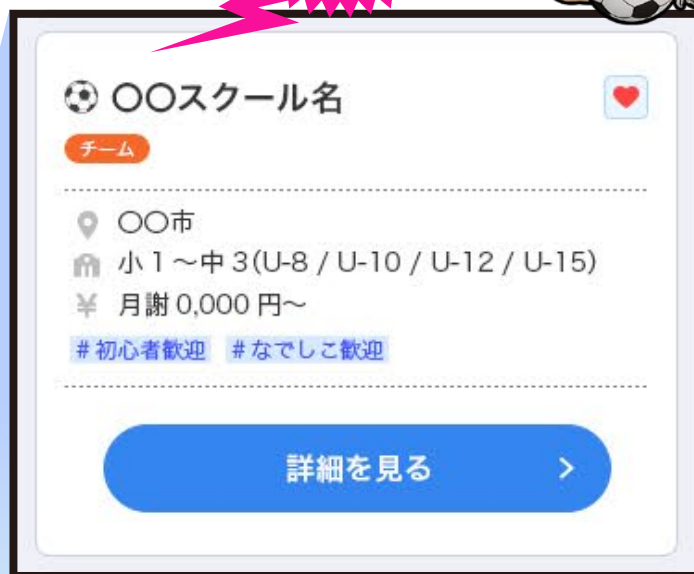 〇〇スクール名
チーム
〇〇市
小1〜中3(U-8 / U-10 / U-12 / U-15)
月謝 0,000 円〜
#初心者歓迎 #なでしこ歓迎
詳細を見る